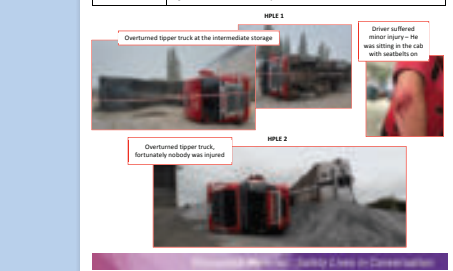 HPLE 1
Overturned tipper truck at the intermediate storage
Driver suffered
minor injury – He
was sitting in the cab
with seatbelts on
HPLE 2
Overturned tipper truck,
fortunately nobody was injured
Safety Lives in Conversation